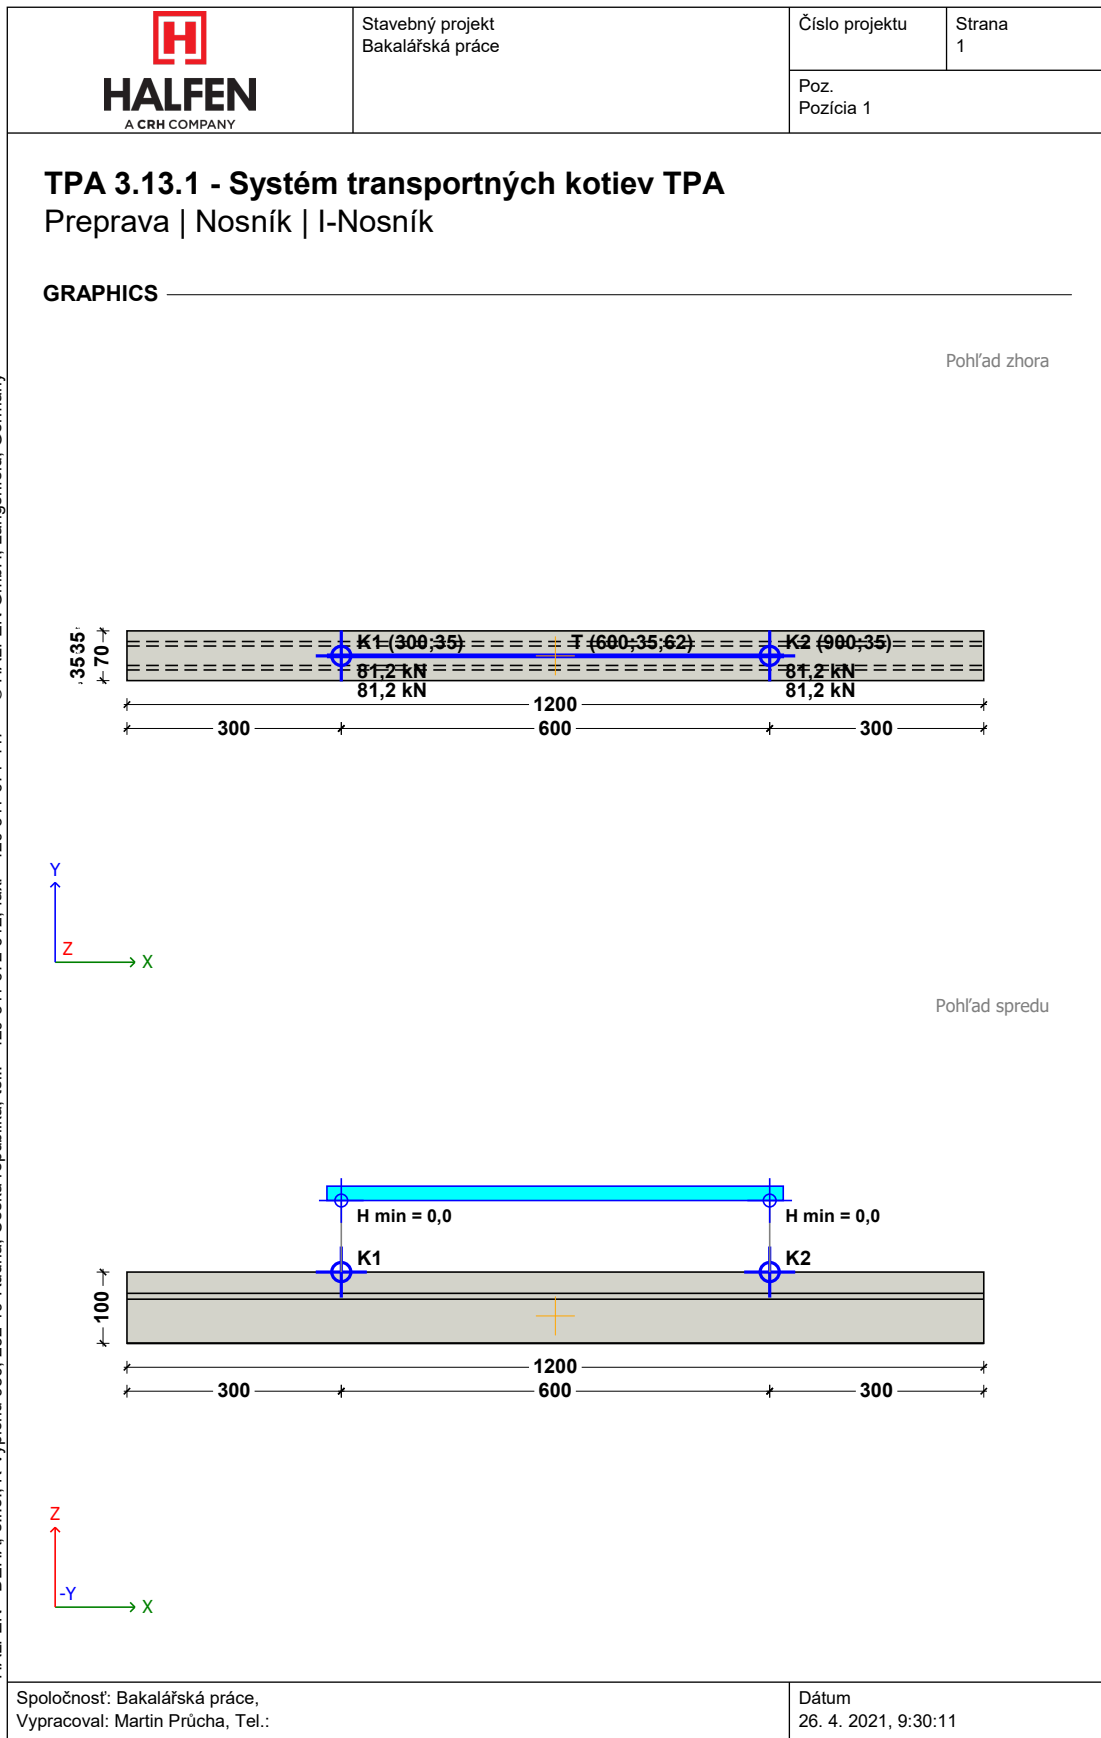 HALFEN
A CRH COMPANY
Stavebný projekt
Bakalářská práce
Číslo projektu
Strana
1
Poz.
Pozícia 1
TPA 3.13.1 - Systém transportných kotiev TPA
Preprava | Nosník | I-Nosník
GRAPHICS
Pohľad zhora
35 35
70
K1 (300;35)
T (600;35;62)
K2 (900;35)
81,2 kN
81,2 kN
81,2 kN
81,2 kN
1200
300
600
300
Y
Z
X
Pohľad spredu
H min = 0,0
H min = 0,0
K1
K2
100
1200
300
600
300
Z
-Y
X
Spoločnosť: Bakalářská práce,
Vypracoval: Martin Průcha, Tel.:
Dátum
26. 4. 2021, 9:30:11